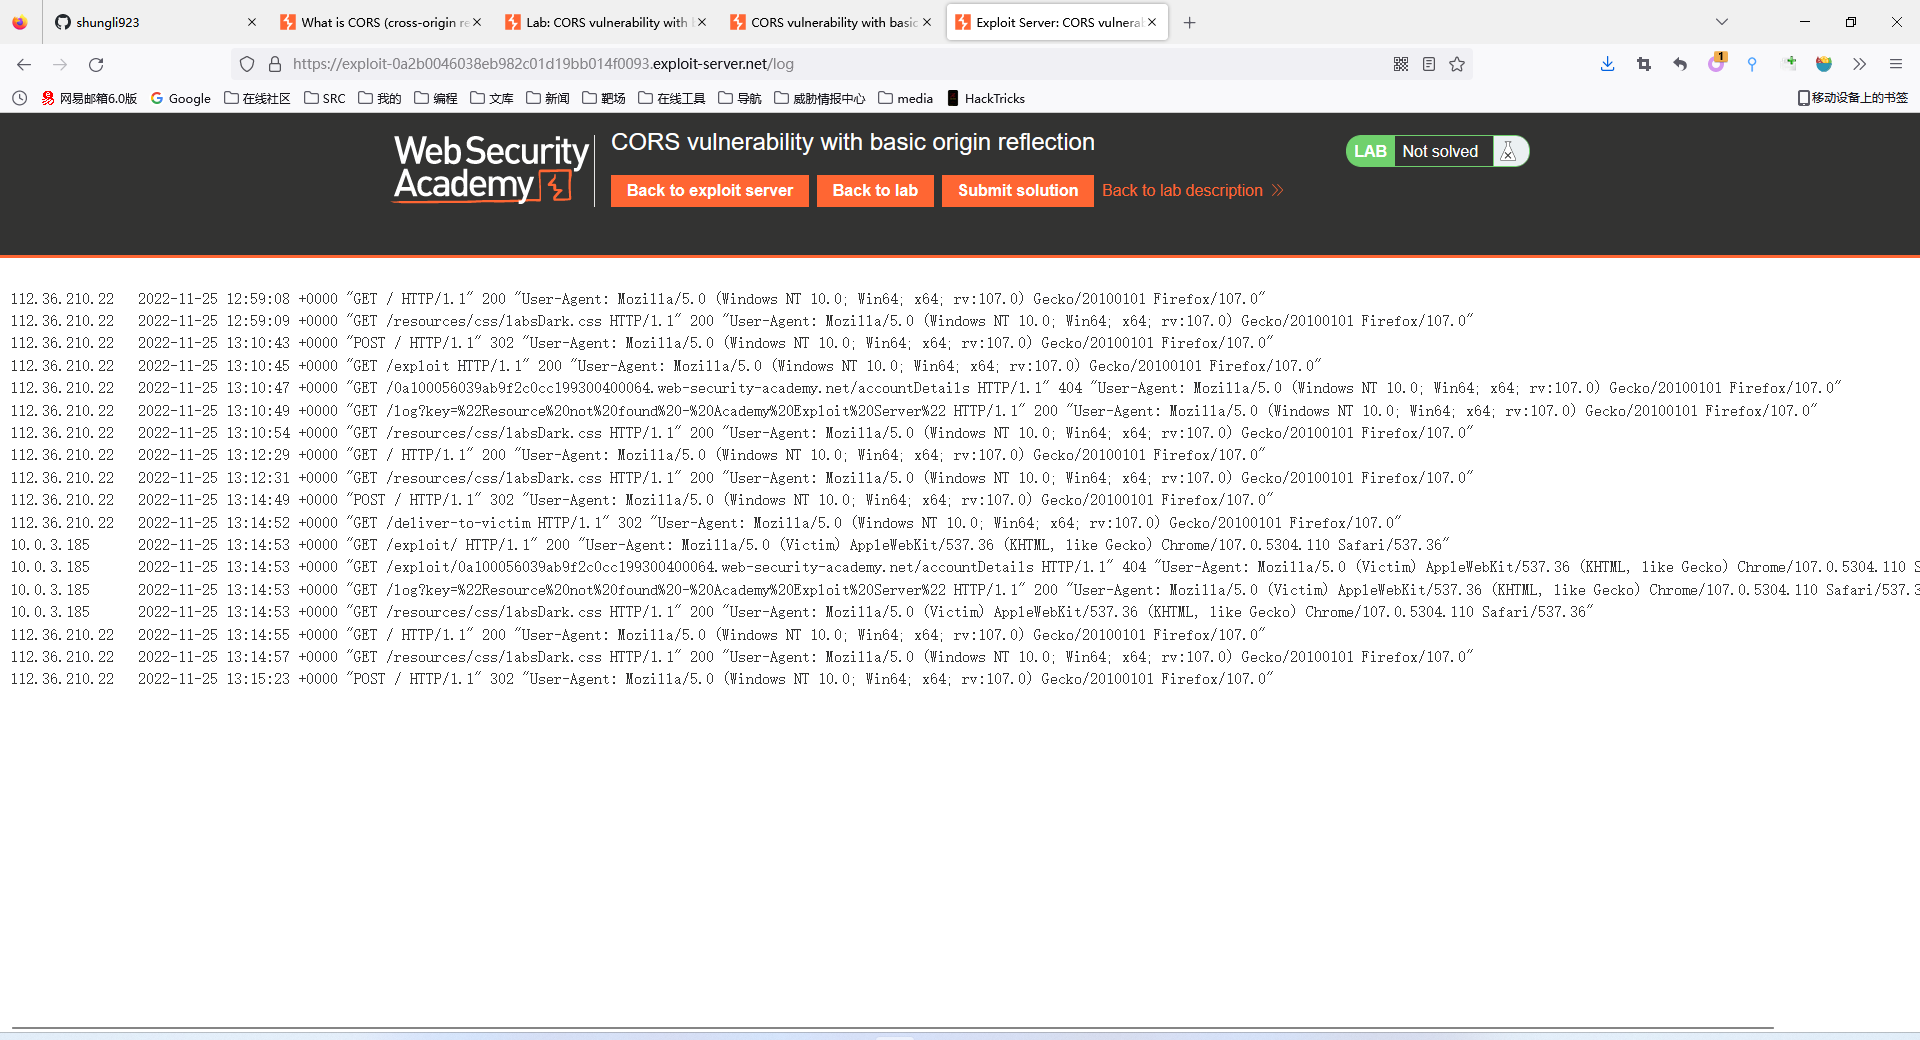 shungli923
What is CORS (cross-origin re
Lab: CORS vulnerability with
CORS vulnerability with basic
Exploit Server: CORS vulnera
https://exploit-0a2b0046038eb982c01d19bb014f0093.exploit-server.net/log
1
网易邮箱6.0版
Google
在线社区
SRC
我的
编程
文库
新闻
靶场
在线工具
导航
威胁情报中心
media
HackTricks
移动设备上的书签
Web Security
Academy
CORS vulnerability with basic origin reflection
LAB Not solved
Back to exploit server
Back to lab
Submit solution
Back to lab description
112.36.210.22 2022-11-25 12:59:08 +0000 "GET / HTTP/1.1" 200 "User-Agent: Mozilla/5.0 (Windows NT 10.0; Win64; x64; rv:107.0) Gecko/20100101 Firefox/107.0"
112.36.210.22 2022-11-25 12:59:09 +0000 "GET /resources/css/labsDark.css HTTP/1.1" 200 "User-Agent: Mozilla/5.0 (Windows NT 10.0; Win64; x64; rv:107.0) Gecko/20100101 Firefox/107.0"
112.36.210.22 2022-11-25 13:10:43 +0000 "POST / HTTP/1.1" 302 "User-Agent: Mozilla/5.0 (Windows NT 10.0; Win64; x64; rv:107.0) Gecko/20100101 Firefox/107.0"
112.36.210.22 2022-11-25 13:10:45 +0000 "GET /exploit HTTP/1.1" 200 "User-Agent: Mozilla/5.0 (Windows NT 10.0; Win64; x64; rv:107.0) Gecko/20100101 Firefox/107.0"
112.36.210.22 2022-11-25 13:10:47 +0000 "GET /0a100056039ab9f2c0cc199300400064.web-security-academy.net/accountDetails HTTP/1.1" 404 "User-Agent: Mozilla/5.0 (Windows NT 10.0; Win64; x64; rv:107.0) Gecko/20100101 Firefox/107.0"
112.36.210.22 2022-11-25 13:10:49 +0000 "GET /log?key=%22Resource%20not%20found%20-%20Academy%20Exploit%20Server%22 HTTP/1.1" 200 "User-Agent: Mozilla/5.0 (Windows NT 10.0; Win64; x64; rv:107.0) Gecko/20100101 Firefox/107.0"
112.36.210.22 2022-11-25 13:10:54 +0000 "GET /resources/css/labsDark.css HTTP/1.1" 200 "User-Agent: Mozilla/5.0 (Windows NT 10.0; Win64; x64; rv:107.0) Gecko/20100101 Firefox/107.0"
112.36.210.22 2022-11-25 13:12:29 +0000 "GET / HTTP/1.1" 200 "User-Agent: Mozilla/5.0 (Windows NT 10.0; Win64; x64; rv:107.0) Gecko/20100101 Firefox/107.0"
112.36.210.22 2022-11-25 13:12:31 +0000 "GET /resources/css/labsDark.css HTTP/1.1" 200 "User-Agent: Mozilla/5.0 (Windows NT 10.0; Win64; x64; rv:107.0) Gecko/20100101 Firefox/107.0"
112.36.210.22 2022-11-25 13:14:49 +0000 "POST / HTTP/1.1" 302 "User-Agent: Mozilla/5.0 (Windows NT 10.0; Win64; x64; rv:107.0) Gecko/20100101 Firefox/107.0"
112.36.210.22 2022-11-25 13:14:52 +0000 "GET /deliver-to-victim HTTP/1.1" 302 "User-Agent: Mozilla/5.0 (Windows NT 10.0; Win64; x64; rv:107.0) Gecko/20100101 Firefox/107.0"
10.0.3.185 2022-11-25 13:14:53 +0000 "GET /exploit/ HTTP/1.1" 200 "User-Agent: Mozilla/5.0 (Victim) AppleWebKit/537.36 (KHTML, like Gecko) Chrome/107.0.5304.110 Safari/537.36"
10.0.3.185 2022-11-25 13:14:53 +0000 "GET /exploit/0a100056039ab9f2c0cc199300400064.web-security-academy.net/accountDetails HTTP/1.1" 404 "User-Agent: Mozilla/5.0 (Victim) AppleWebKit/537.36 (KHTML, like Gecko) Chrome/107.0.5304.110 S
10.0.3.185 2022-11-25 13:14:53 +0000 "GET /log?key=%22Resource%20not%20found%20-%20Academy%20Exploit%20Server%22 HTTP/1.1" 200 "User-Agent: Mozilla/5.0 (Victim) AppleWebKit/537.36 (KHTML, like Gecko) Chrome/107.0.5304.110 Safari/537.3
10.0.3.185 2022-11-25 13:14:53 +0000 "GET /resources/css/labsDark.css HTTP/1.1" 200 "User-Agent: Mozilla/5.0 (Victim) AppleWebKit/537.36 (KHTML, like Gecko) Chrome/107.0.5304.110 Safari/537.36"
112.36.210.22 2022-11-25 13:14:55 +0000 "GET / HTTP/1.1" 200 "User-Agent: Mozilla/5.0 (Windows NT 10.0; Win64; x64; rv:107.0) Gecko/20100101 Firefox/107.0"
112.36.210.22 2022-11-25 13:14:57 +0000 "GET /resources/css/labsDark.css HTTP/1.1" 200 "User-Agent: Mozilla/5.0 (Windows NT 10.0; Win64; x64; rv:107.0) Gecko/20100101 Firefox/107.0"
112.36.210.22 2022-11-25 13:15:23 +0000 "POST / HTTP/1.1" 302 "User-Agent: Mozilla/5.0 (Windows NT 10.0; Win64; x64; rv:107.0) Gecko/20100101 Firefox/107.0"